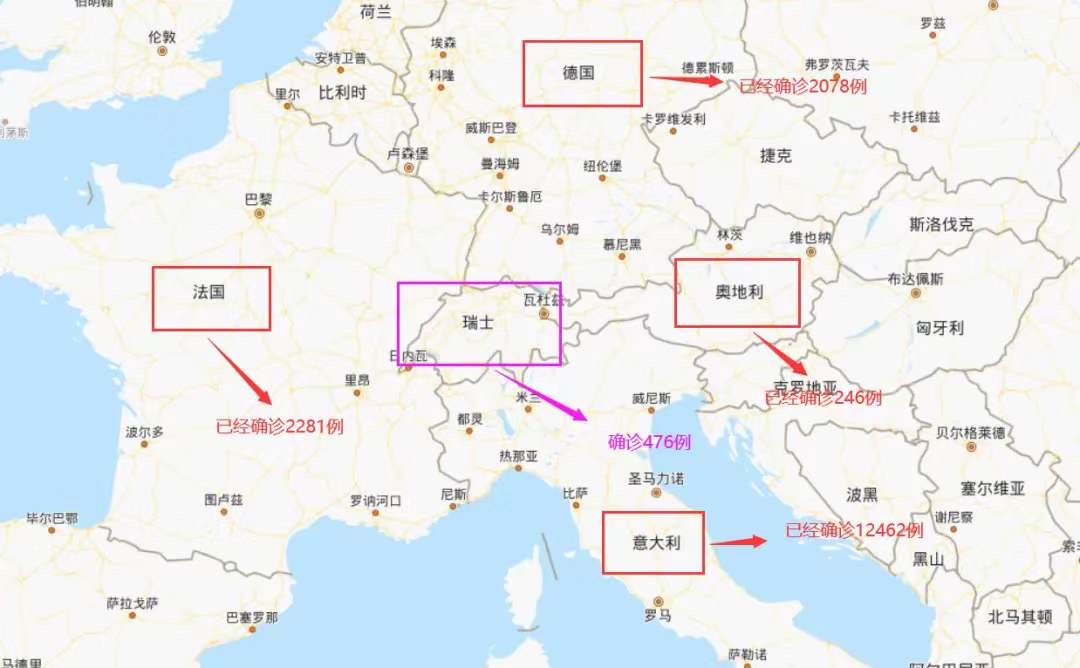 伯明翰
荷兰
罗兹
伦敦
埃森
安特卫普
科隆
德国
德累斯顿
弗罗茨瓦夫
已经确诊2078例
里尔
比利时
卡罗维发利
卡托维兹
威斯巴登
卢森堡
曼海姆
纽伦堡
捷克
巴黎
卡尔斯鲁厄
乌尔姆
慕尼黑
林茨
维也纳
斯洛伐克
法国
瓦杜兹
奥地利
布达佩斯
瑞士
匈牙利
日内瓦
里昂
米兰
威尼斯
克罗地亚
已经确诊246例
已经确诊2281例
都灵
波尔多
确诊476例
贝尔格莱德
热那亚
圣马力诺
图卢兹
罗讷河口
尼斯
比萨
波黑
塞尔维亚
毕尔巴鄂
谢尼察
意大利
已经确诊12462例
黑山
萨拉戈萨
巴塞罗那
罗马
北马其顿
马德里
萨勒诺
阿尔巴尼亚